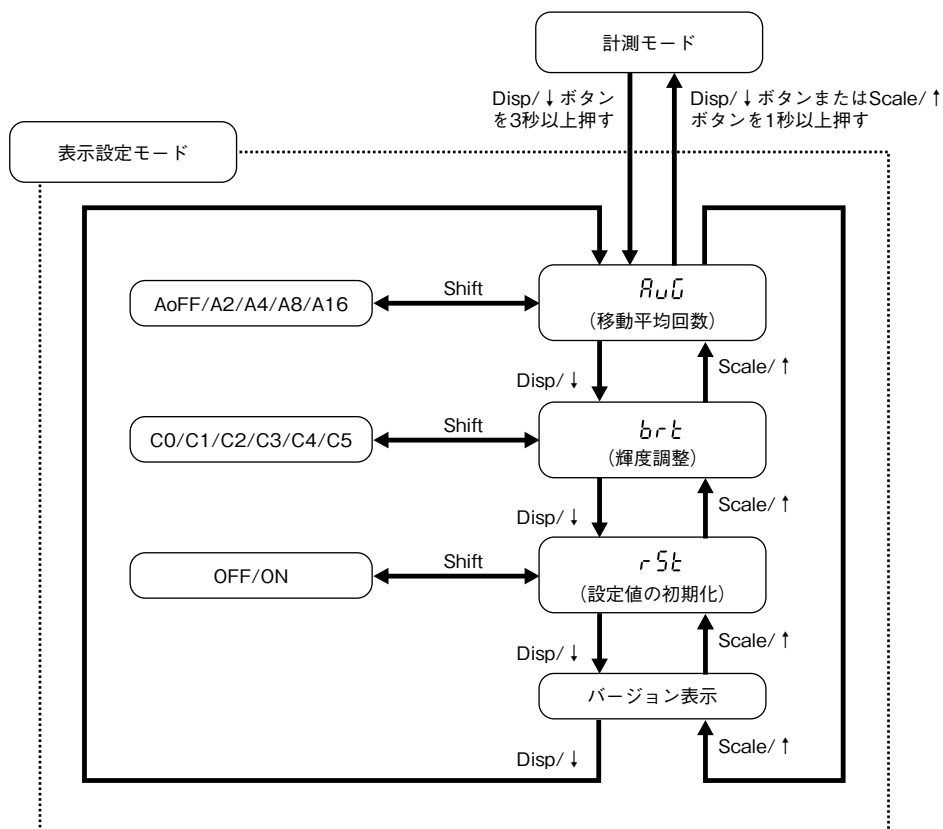 計測モード
Disp/↓ボタン
を3秒以上押す
Disp/↓ボタンまたはScale/↑
ボタンを1秒以上押す
表示設定モード
AoFF/A2/A4/A8/A16
Shift
AvG
（移動平均回数）
Disp/↓
Scale/↑
C0/C1/C2/C3/C4/C5
Shift
brt
（輝度調整）
Disp/↓
Scale/↑
OFF/ON
Shift
rSt
（設定値の初期化）
Disp/↓
Scale/↑
バージョン表示
Disp/↓
Scale/↑